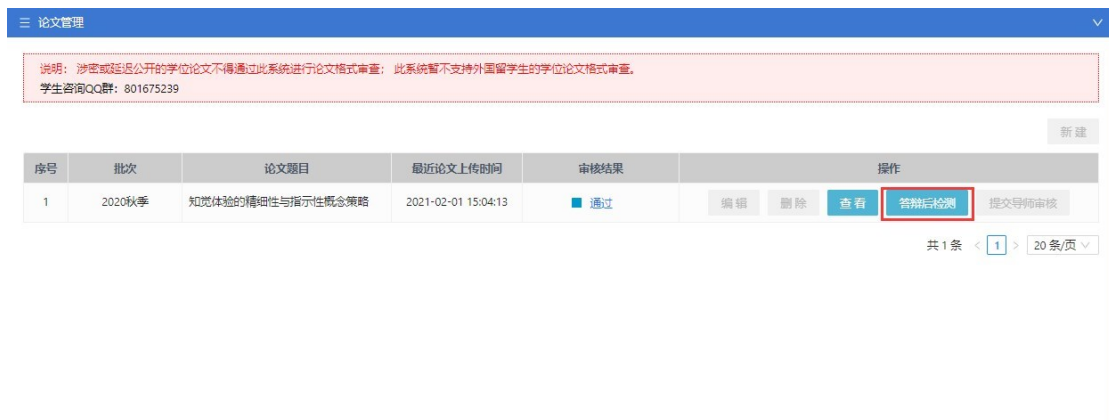 论文管理
说明： 涉密或延迟公开的学位论文不得通过此系统进行论文格式审查； 此系统暂不支持外国留学生的学位论文格式审查。
学生咨询QQ群：801675239
新 建
序号 批次 论文题目 最近论文上传时间 审核结果 操作
1 2020秋季 知觉体验的精细性与指示性概念策略 2021-02-01 15:04:13 通过 编 辑 删 除 查 看 答辩后检测 提交导师审核
共 1 条 < 1 > 20 条/页